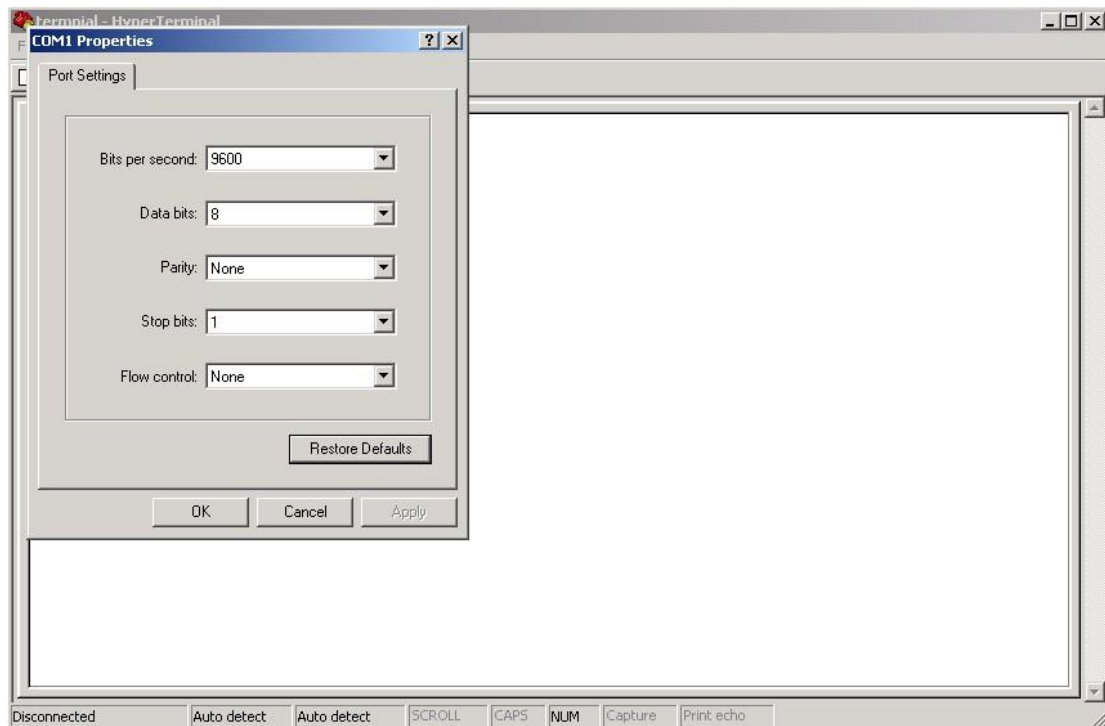 termnial - HyperTerminal
COM1 Properties
F
Port Settings
Bits per second: 9600
Data bits: 8
Parity: None
Stop bits: 1
Flow control: None
Restore Defaults
OK Cancel Apply
Disconnected Auto detect Auto detect SCROLL CAPS NUM Capture Print echo